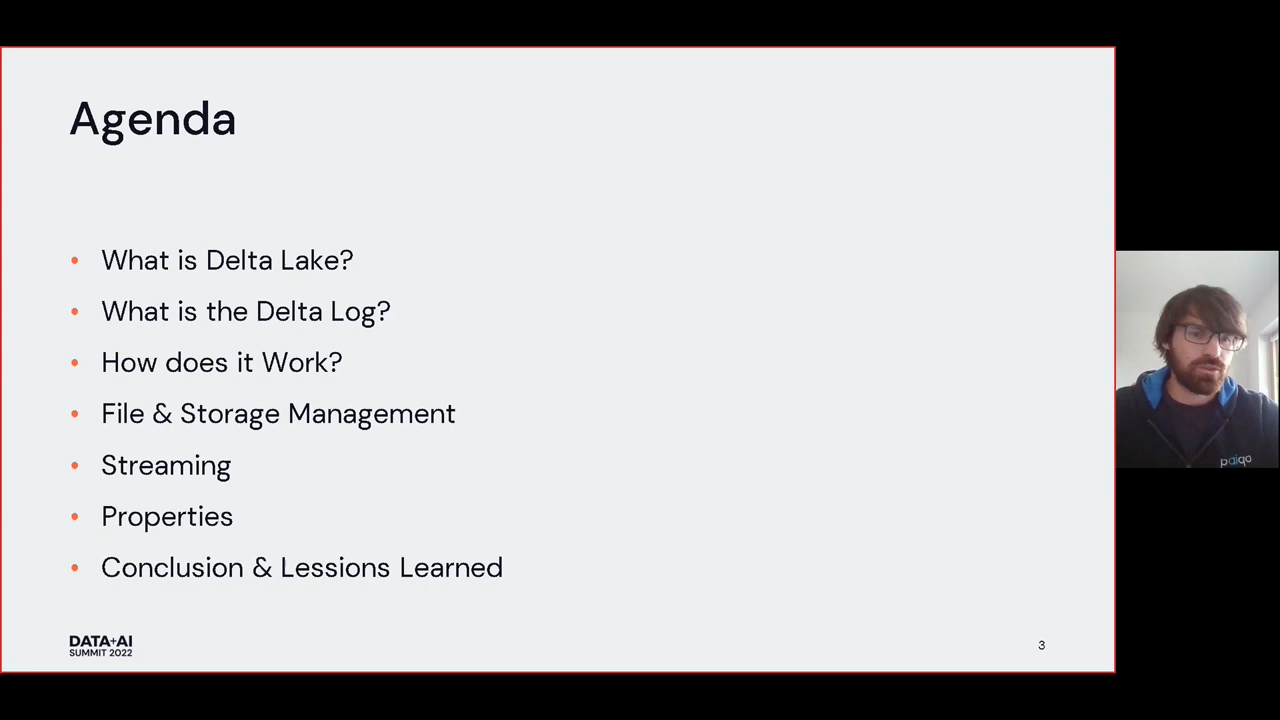 Agenda
• What is Delta Lake?
• What is the Delta Log?
• How does it Work?
• File & Storage Management
• Streaming
• Properties
• Conclusion & Lessions Learned
DATA+AI
SUMMIT 2022
3
paiqo